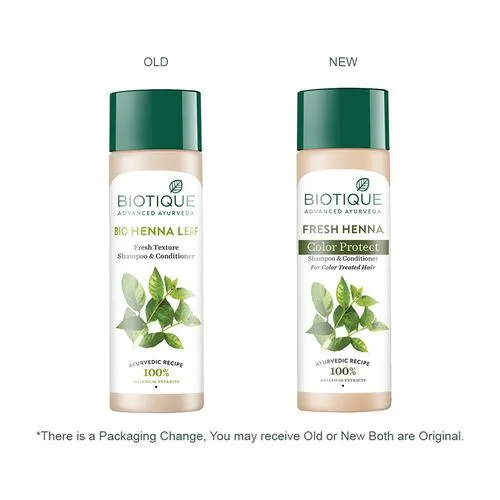 OLD
NEW
BIOTIQUE
ADVANCED AYURVEDA
BIO HENNA LEAF
Fresh Texture
Shampoo & Conditioner
AYURVEDIC RECIPE
100%
BOTANICAL EXTRACTS
BIOTIQUE
ADVANCED AYURVEDA
FRESH HENNA
Color Protect
Shampoo & Conditioner
For Color Treated Hair
AYURVEDIC RECIPE
100%
BOTANICAL EXTRACTS
*There is a Packaging Change, You may receive Old or New Both are Original.